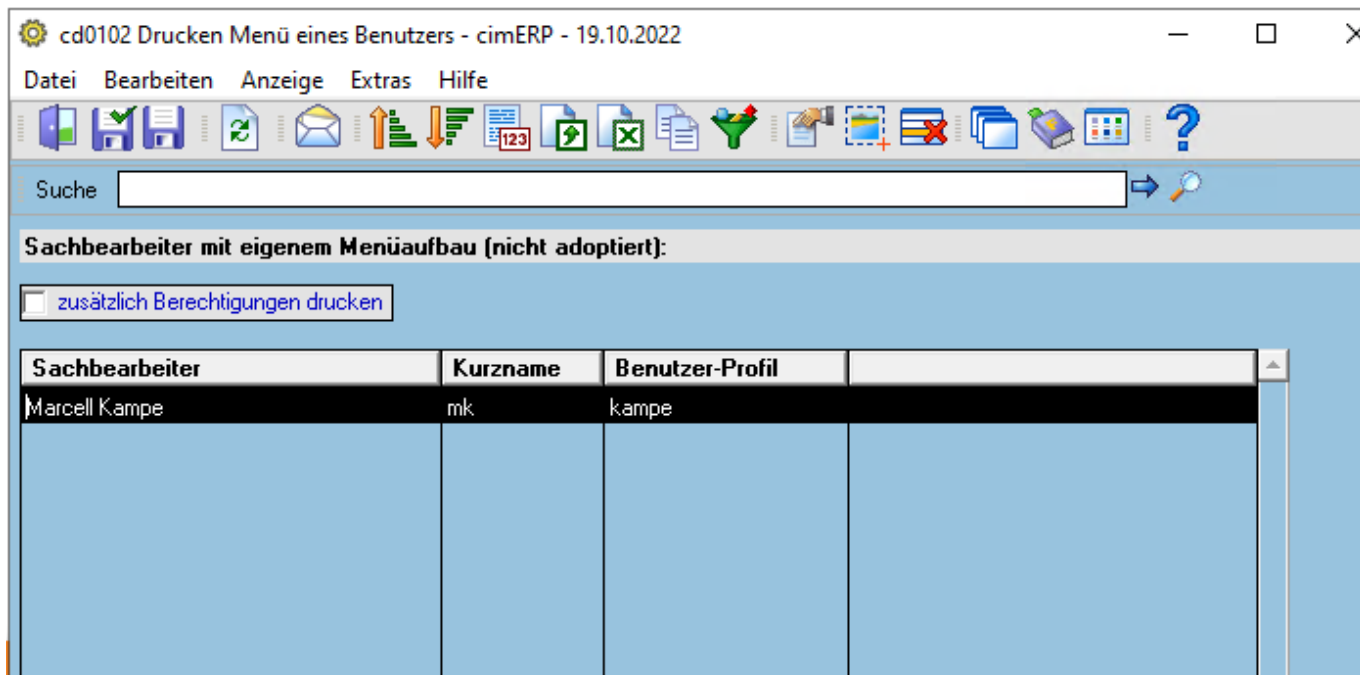 cd0102 Drucken Menü eines Benutzers - cimERP - 19.10.2022
Datei Bearbeiten Anzeige Extras Hilfe
123
Suche
Sachbearbeiter mit eigenem Menüaufbau (nicht adoptiert):
zusätzlich Berechtigungen drucken
Sachbearbeiter Kurzname Benutzer-Profil
Marcell Kampe mk kampe